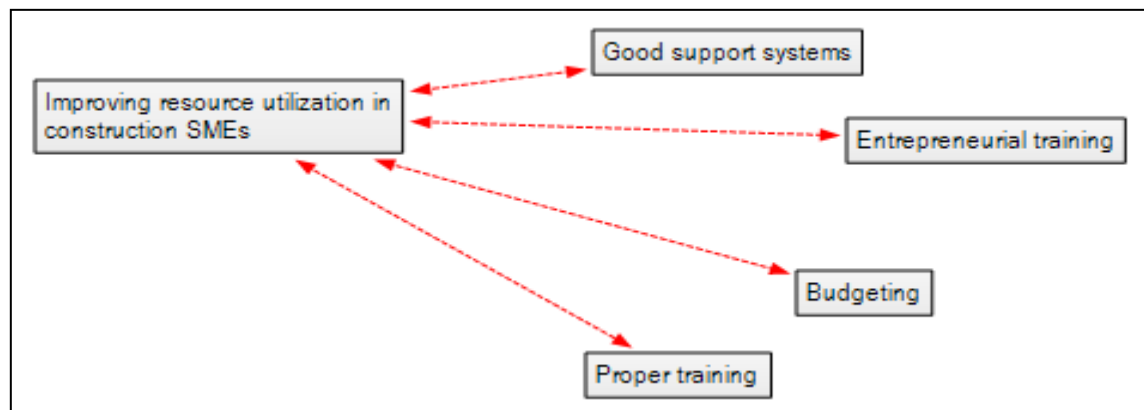 Good support systems
Improving resource utilization in
construction SMEs
Entrepreneurial training
Budgeting
Proper training